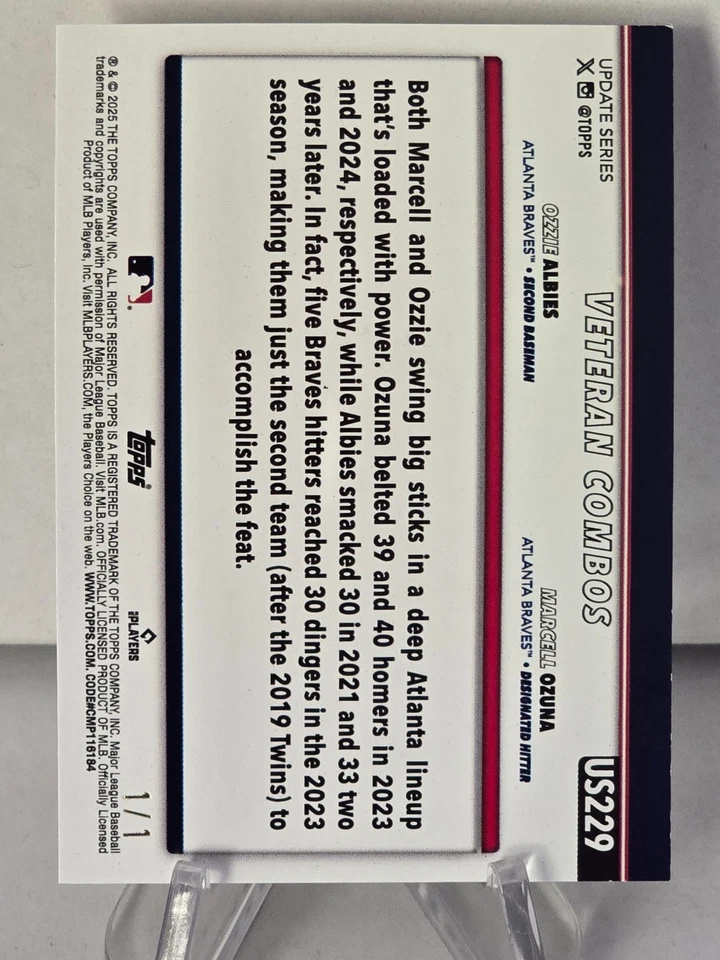 UPDATE SERIES
X @TOPPS
VETERAN COMBOS
US229
OZZIE ALBIES
ATLANTA BRAVES™ • SECOND BASEMAN
MARCELL OZUNA
ATLANTA BRAVES™ • DESIGNATED HITTER
Both Marcell and Ozzie swing big sticks in a deep Atlanta lineup
that's loaded with power. Ozuna belted 39 and 40 homers in 2023
and 2024, respectively, while Albies smacked 30 in 2021 and 33 two
years later. In fact, five Braves hitters reached 30 dingers in the 2023
season, making them just the second team (after the 2019 Twins) to
accomplish the feat.
topps®
PLAYERS
1/1
® & © 2025 THE TOPPS COMPANY, INC. ALL RIGHTS RESERVED. TOPPS IS A REGISTERED TRADEMARK OF THE TOPPS COMPANY, INC. Major League Baseball
trademarks and copyrights are used with permission of Major League Baseball. Visit MLB.com. OFFICIALLY LICENSED PRODUCT OF MLB. Officially Licensed
Product of MLB Players, Inc. Visit MLBPLAYERS.COM, the Players Choice on the web. WWW.TOPPS.COM. CODE#CMP116184